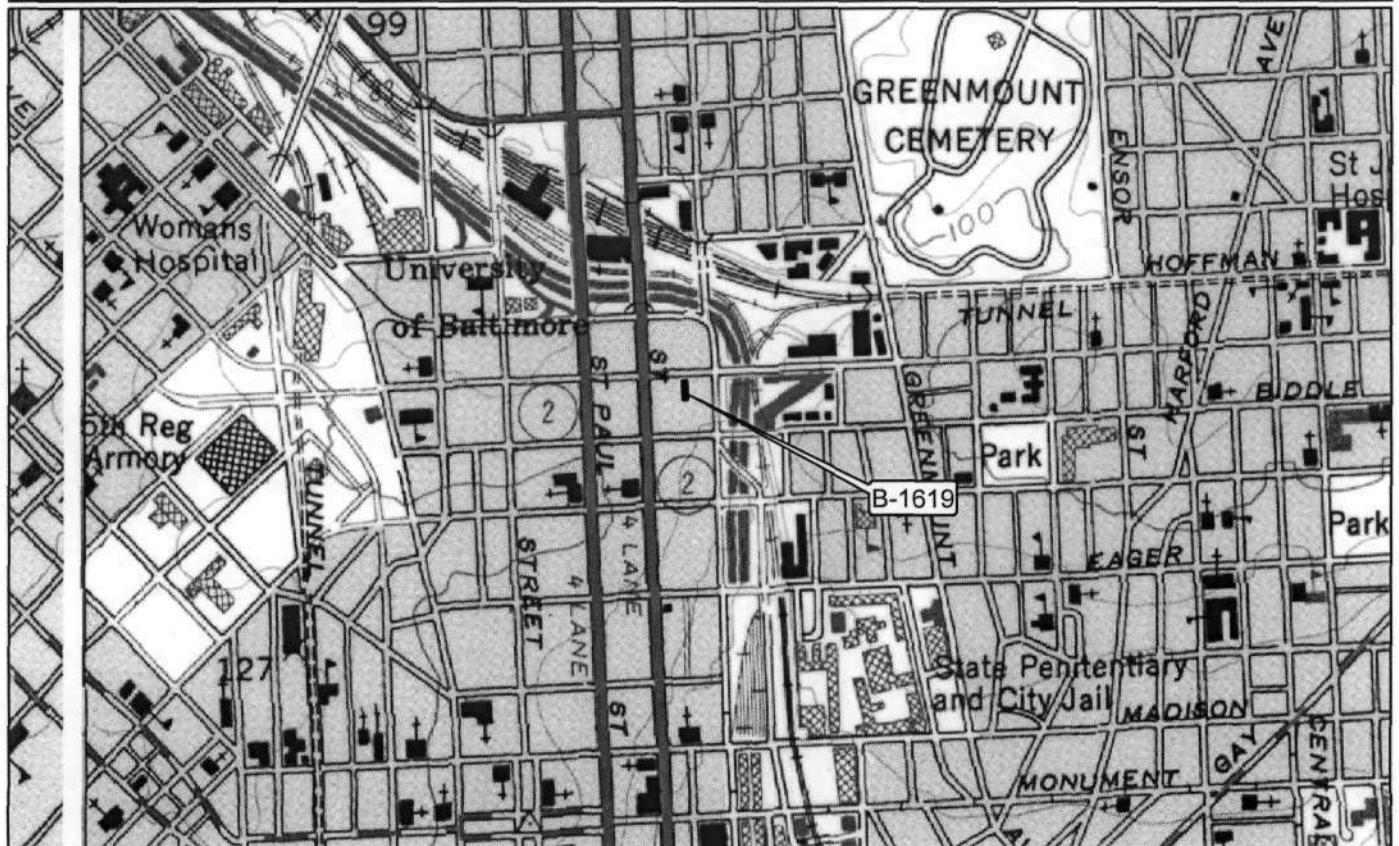 99
AVE
GREENMOUNT
CEMETERY
ENSOR
St J
Hos
100
Womans
Hospital
HOFFMAN
University
of Baltimore
TUNNEL
HARFORD
ST PAUL
ST
GREENMOUNT
BIDDLE
2
5th Reg
Armory
Park
ST
2
B-1619
TUNNEL
Park
4 LANE
STREET
4 LANE
EAGER
127
State Penitentiary
and City Jail
MADISON
ST
GAY
CENTRAL
MONUMENT